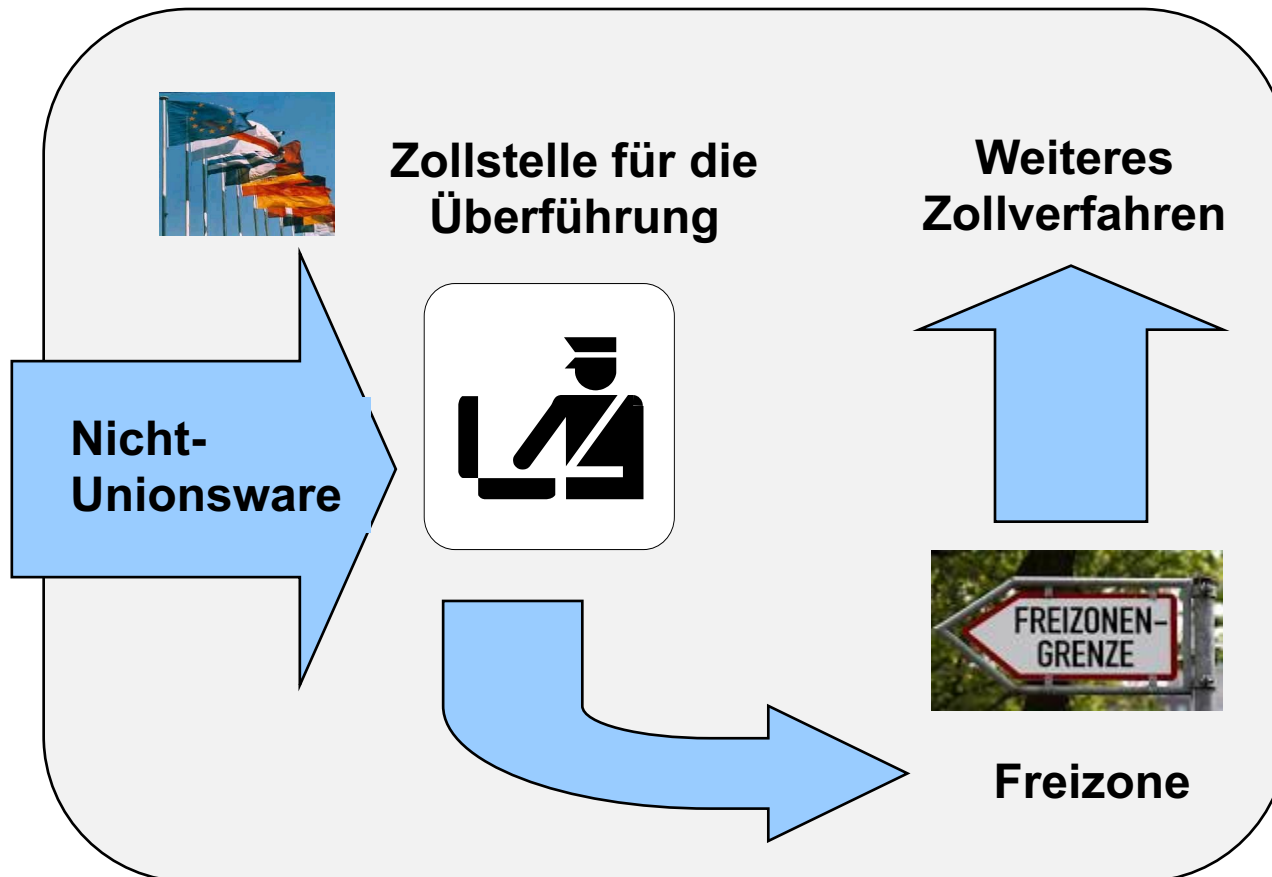 Zollstelle für die
Überführung
Weiteres
Zollverfahren
Nicht-
Unionsware
FREIZONEN-
GRENZE
Freizone